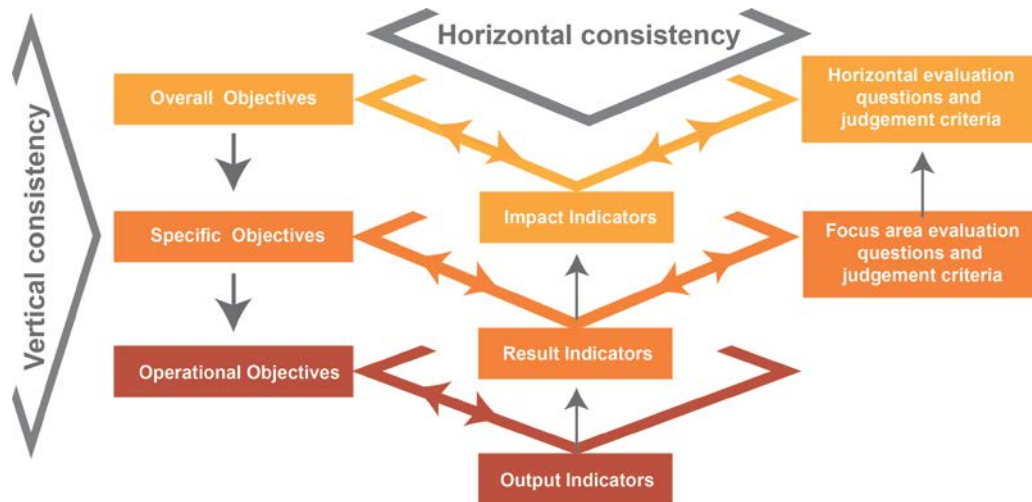 Horizontal consistency
Vertical consistency
Overall Objectives
Horizontal evaluation
questions and
judgement criteria
Impact Indicators
Specific Objectives
Focus area evaluation
questions and
judgement criteria
Result Indicators
Operational Objectives
Output Indicators